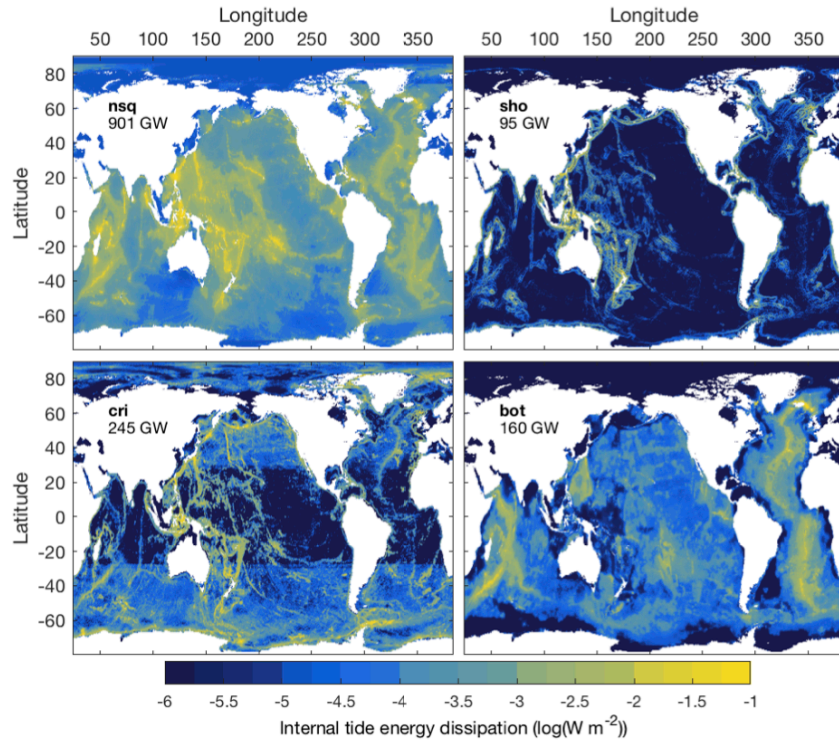 Longitude
Longitude
50 100 150 200 250 300 350
50 100 150 200 250 300 350
80
60
40
20
0
-20
-40
-60
Latitude
nsq
901 GW
sho
95 GW
80
60
40
20
0
-20
-40
-60
Latitude
cri
245 GW
bot
160 GW
-6 -5.5 -5 -4.5 -4 -3.5 -3 -2.5 -2 -1.5 -1
Internal tide energy dissipation (log(W m⁻²))